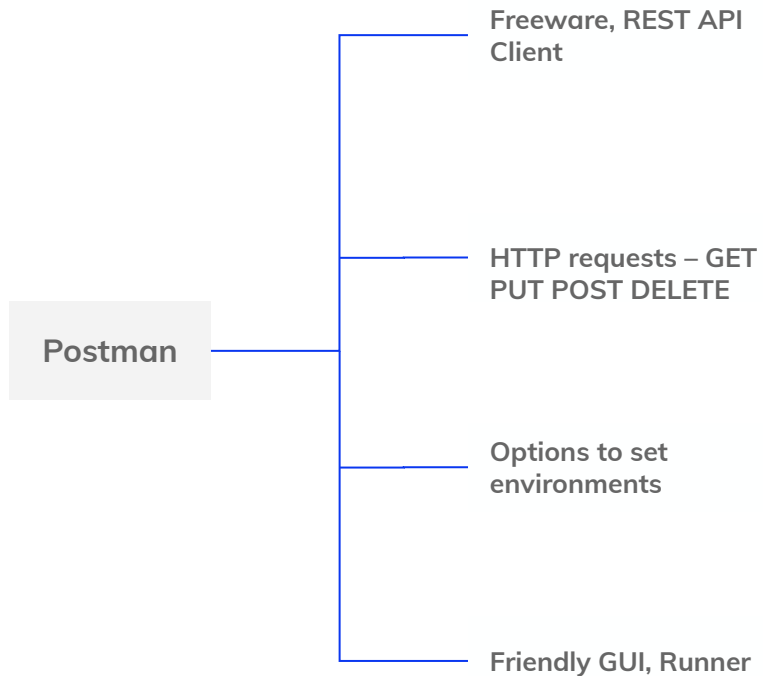 Freeware, REST API
Client
HTTP requests – GET
PUT POST DELETE
Postman
Options to set
environments
Friendly GUI, Runner